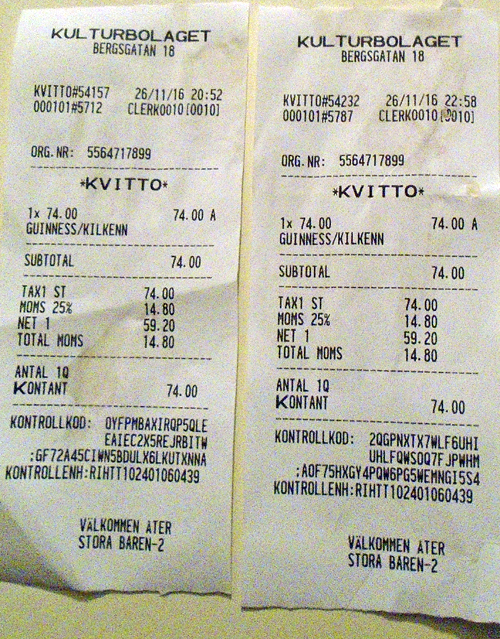 KULTURBOLAGET
BERGSGATAN 18
KVITTO#54157 26/11/16 20:52
000101#5712 CLERK0010[0010]
ORG.NR: 5564717899
*KVITTO*
1x 74.00 74.00 A
GUINNESS/KILKENN
SUBTOTAL 74.00
TAX1 ST 74.00
MOMS 25% 14.80
NET 1 59.20
TOTAL MOMS 14.80
ANTAL 1Q
KONTANT 74.00
KONTROLLKOD: OYFPMBAXIRQP5QLE
EAIEC2X5REJRBITW
:GF72A45CIWN5BDULX6LKUTXNNA
KONTROLLENH:RIHTT102401060439
VÄLKOMMEN ÅTER
STORA BAREN-2
KULTURBOLAGET
BERGSGATAN 18
KVITTO#54232 26/11/16 22:58
000101#5787 CLERK0010[0010]
ORG.NR: 5564717899
*KVITTO*
1x 74.00 74.00 A
GUINNESS/KILKENN
SUBTOTAL 74.00
TAX1 ST 74.00
MOMS 25% 14.80
NET 1 59.20
TOTAL MOMS 14.80
ANTAL 1Q
KONTANT 74.00
KONTROLLKOD: 2QGPNXTX7WLF6UHI
UHLFQWSOQ7FJPWHM
:AOF75HXGY4PQW6PG5WEMNGI5S4
KONTROLLENH:RIHTT102401060439
VÄLKOMMEN ÅTER
STORA BAREN-2